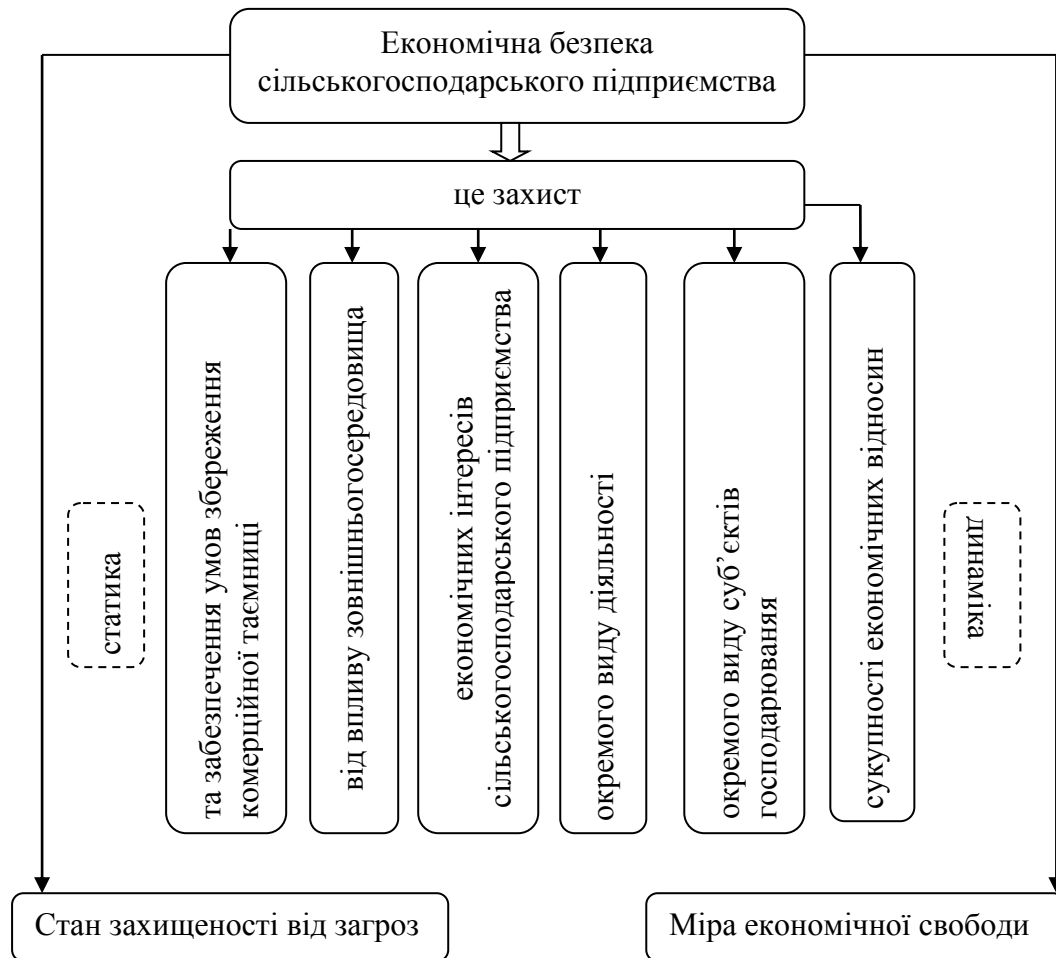 Економічна безпека
сільськогосподарського підприємства
це захист
та забезпечення умов збереження
комерційної таємниці
від впливу зовнішньогосередовища
економічних інтересів
сільськогосподарського підприємства
окремого виду діяльності
окремого виду суб’єктів
господарюваняя
сукупності економічних відносин
статика
динаміка
Стан захищеності від загроз
Міра економічної свободи